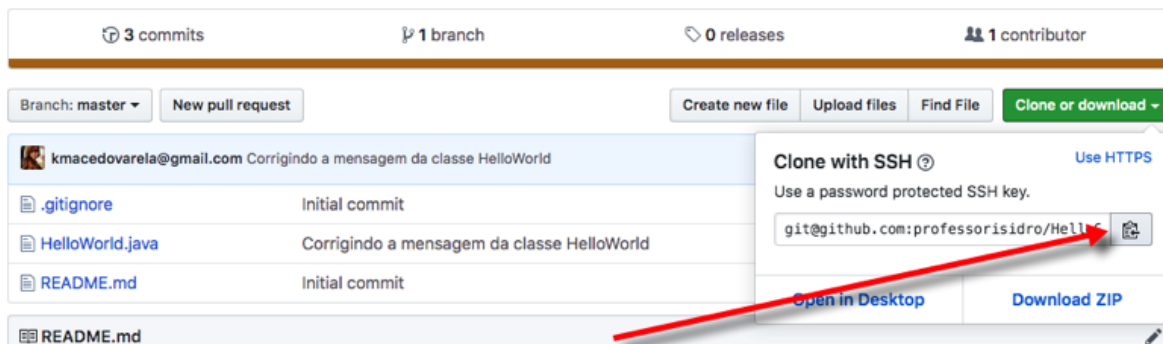 3 commits 1 branch 0 releases 1 contributor
Branch: master New pull request Create new file Upload files Find File Clone or download
kmacedovarela@gmail.com Corrigindo a mensagem da classe HelloWorld
.gitignore Initial commit
HelloWorld.java Corrigindo a mensagem da classe HelloWorld
README.md Initial commit
README.md
Clone with SSH Use HTTPS
Use a password protected SSH key.
git@github.com:professorisidro/
Open in Desktop Download ZIP